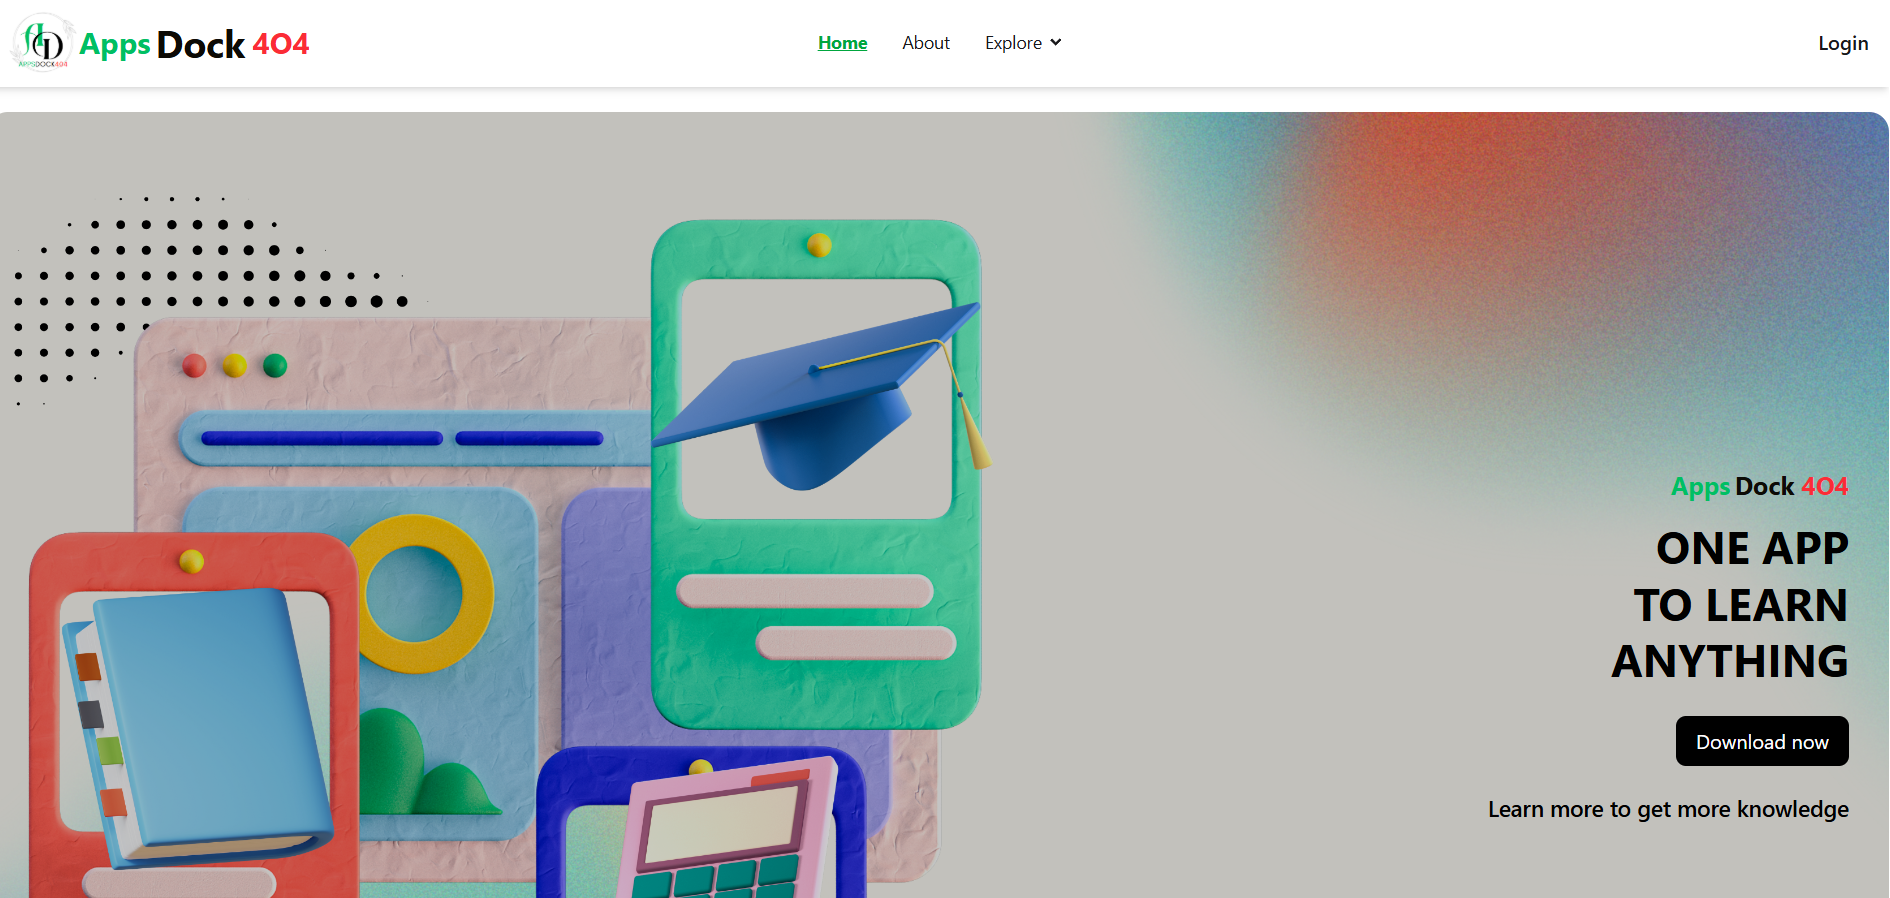 APPSDOCK404
Apps Dock 404
Home
About
Explore
Login
Apps Dock 404
ONE APP
TO LEARN
ANYTHING
Download now
Learn more to get more knowledge